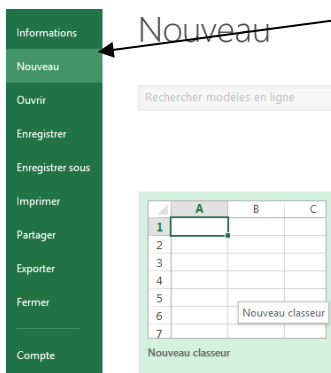 Informations
Nouveau
Ouvrir
Enregistrer
Enregistrer sous
Imprimer
Partager
Exporter
Fermer
Compte
Nouveau
Rechercher modèles en ligne
A B C
1
2
3
4
5
6
7
Nouveau classeur
Nouveau classeur